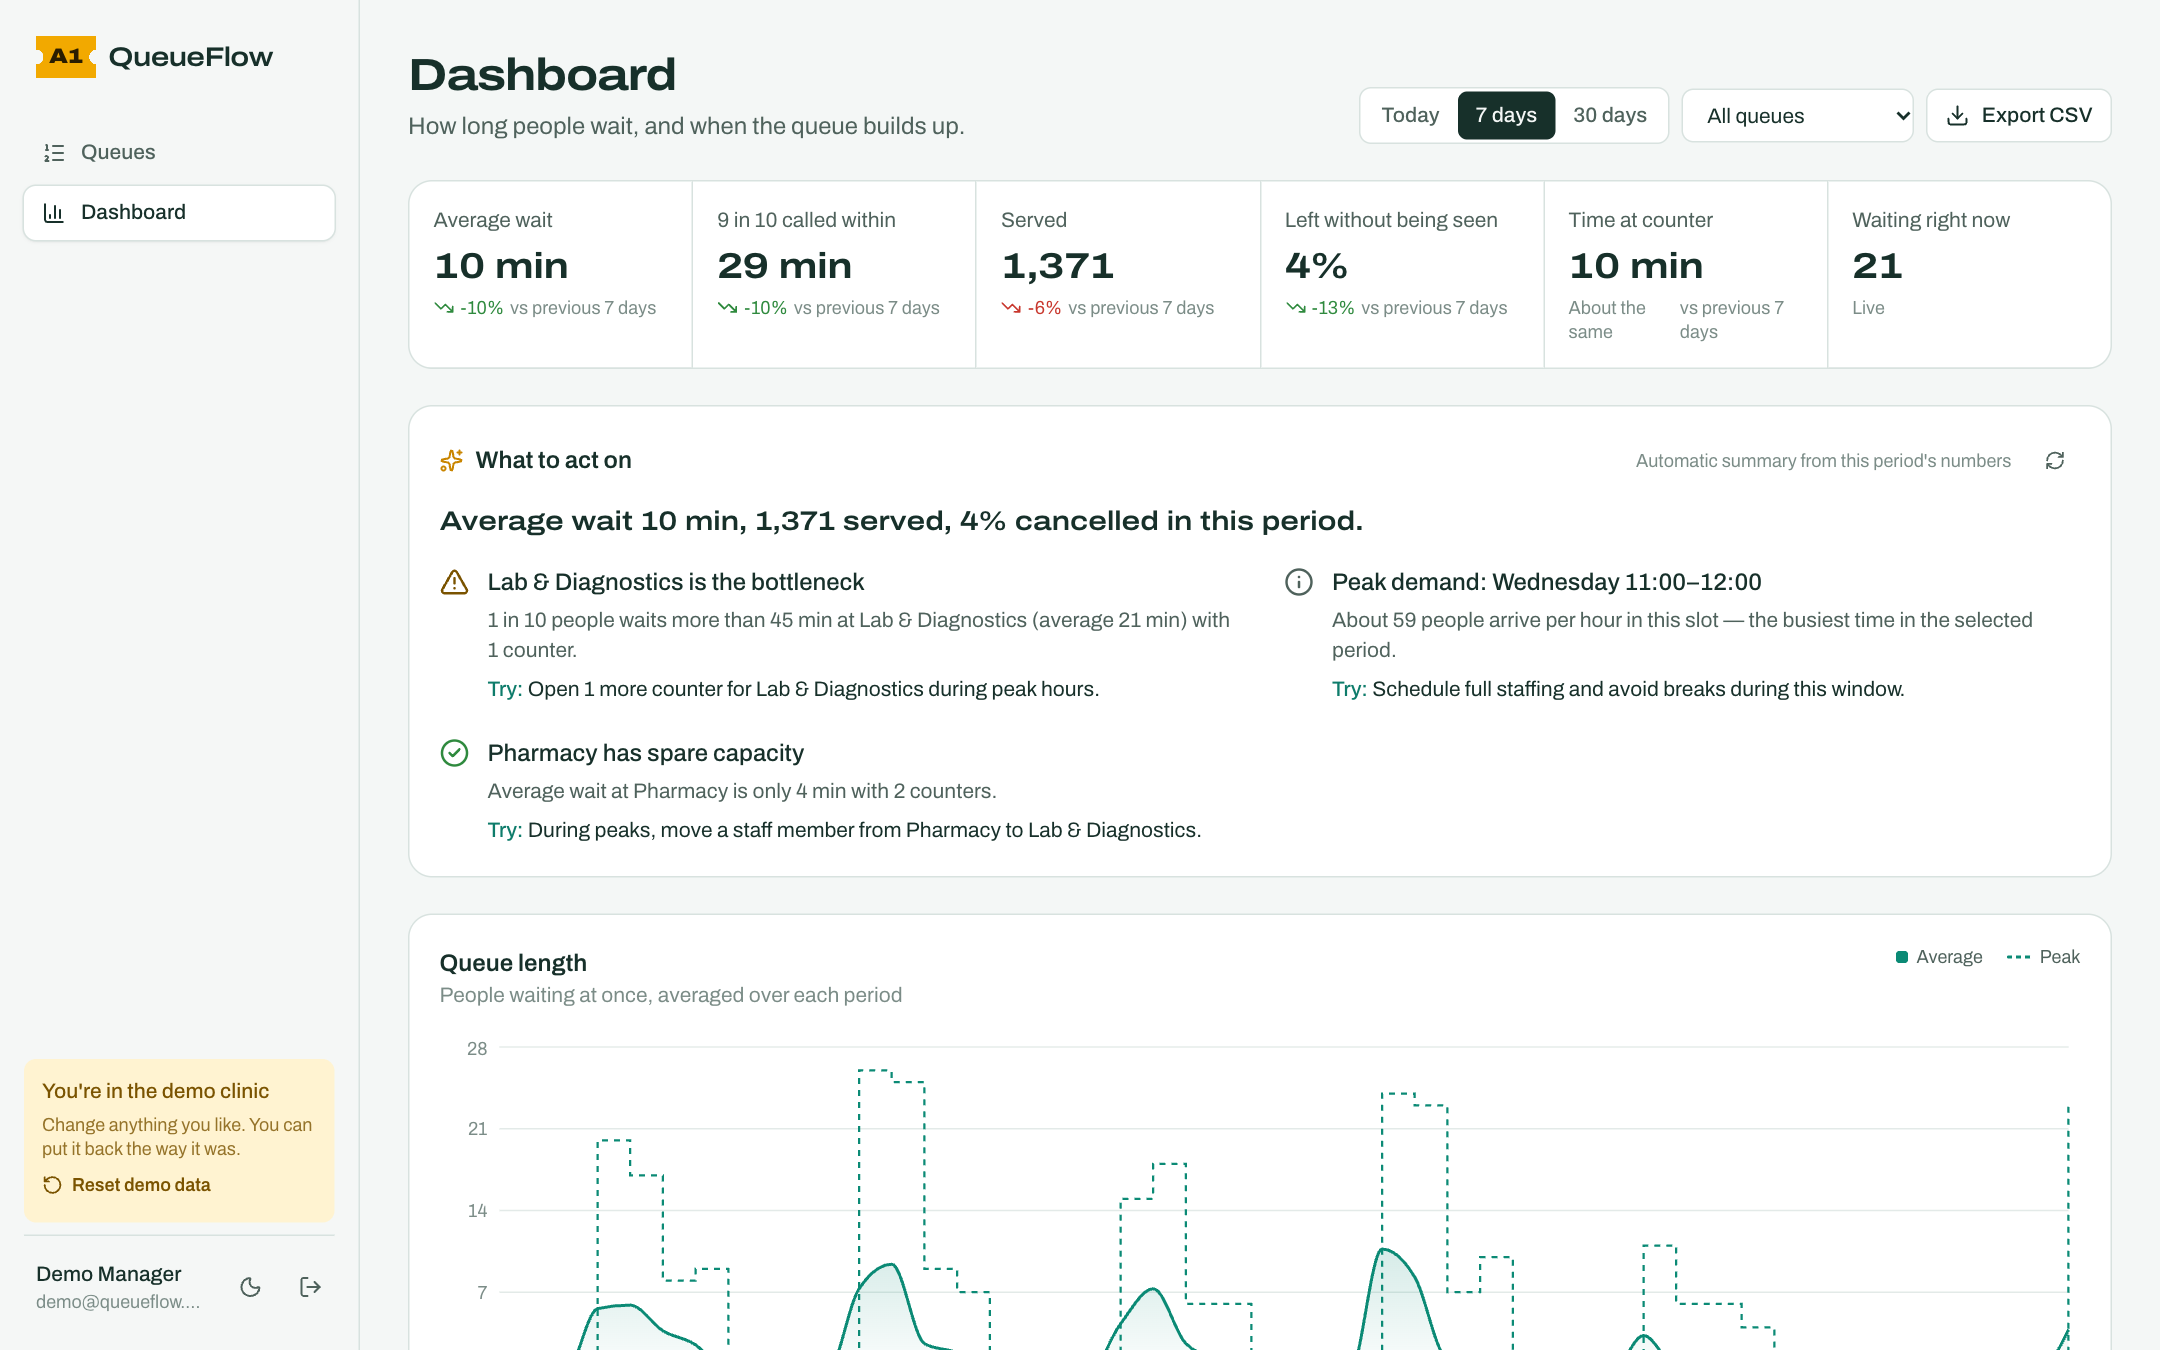 A1 QueueFlow
Queues
Dashboard
You're in the demo clinic
Change anything you like. You can
put it back the way it was.
Reset demo data
Demo Manager
demo@queueflow....
Dashboard
How long people wait, and when the queue builds up.
Today 7 days 30 days All queues Export CSV
Average wait
10 min
-10% vs previous 7 days
9 in 10 called within
29 min
-10% vs previous 7 days
Served
1,371
-6% vs previous 7 days
Left without being seen
4%
-13% vs previous 7 days
Time at counter
10 min
About the same vs previous 7 days
Waiting right now
21
Live
What to act on
Automatic summary from this period's numbers
Average wait 10 min, 1,371 served, 4% cancelled in this period.
Lab & Diagnostics is the bottleneck
1 in 10 people waits more than 45 min at Lab & Diagnostics (average 21 min) with
1 counter.
Try: Open 1 more counter for Lab & Diagnostics during peak hours.
Peak demand: Wednesday 11:00–12:00
About 59 people arrive per hour in this slot — the busiest time in the selected
period.
Try: Schedule full staffing and avoid breaks during this window.
Pharmacy has spare capacity
Average wait at Pharmacy is only 4 min with 2 counters.
Try: During peaks, move a staff member from Pharmacy to Lab & Diagnostics.
Queue length
People waiting at once, averaged over each period
Average Peak
28
21
14
7